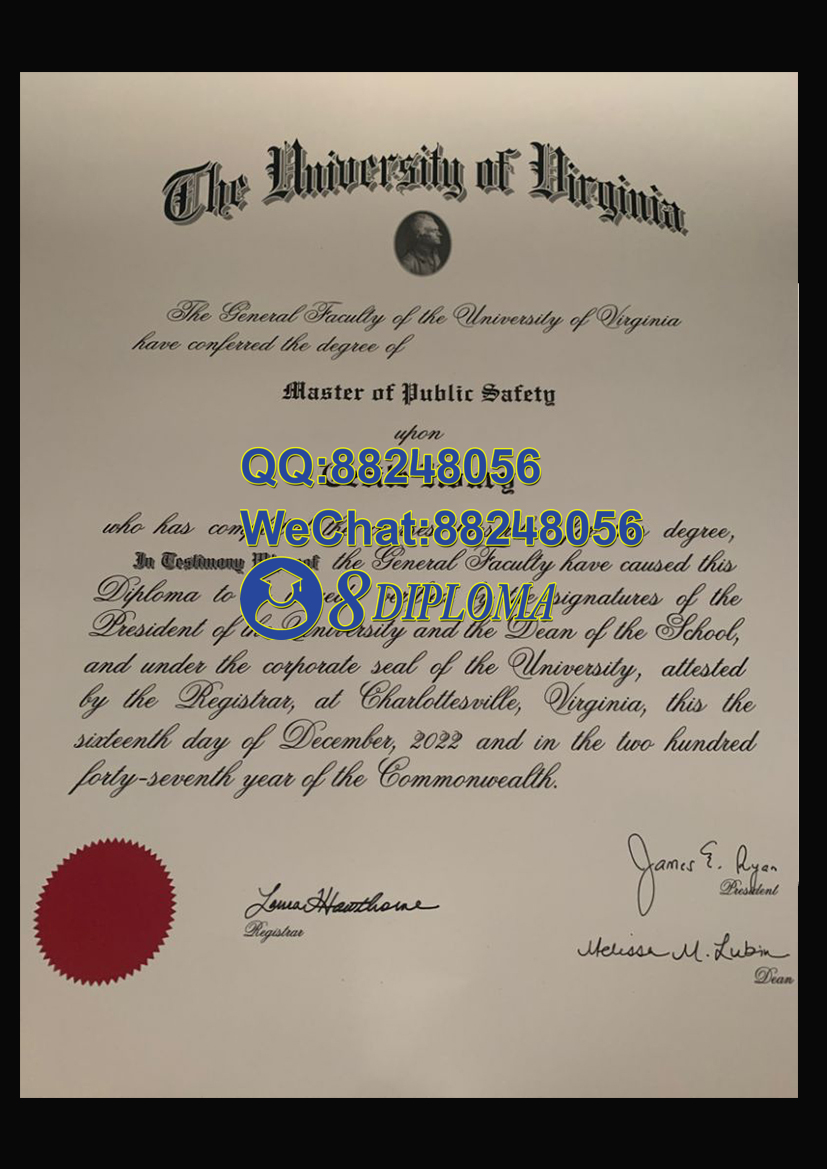 The University of Virginia
The General Faculty of the University of Virginia
have conferred the degree of
Master of Public Safety
upon
QQ:88248056
who has degree,
WeChat:88248056
In Testimony the General Faculty have caused this
Diploma to signatures of the
8 DIPLOMA
President of the University and the Dean of the School,
and under the corporate seal of the University, attested
by the Registrar, at Charlottesville, Virginia, this the
sixteenth day of December, 2022 and in the two hundred
forty-seventh year of the Commonwealth.
James E. Ryan
President
Laura Hawthorne
Registrar
Melissa M. Lubin
Dean